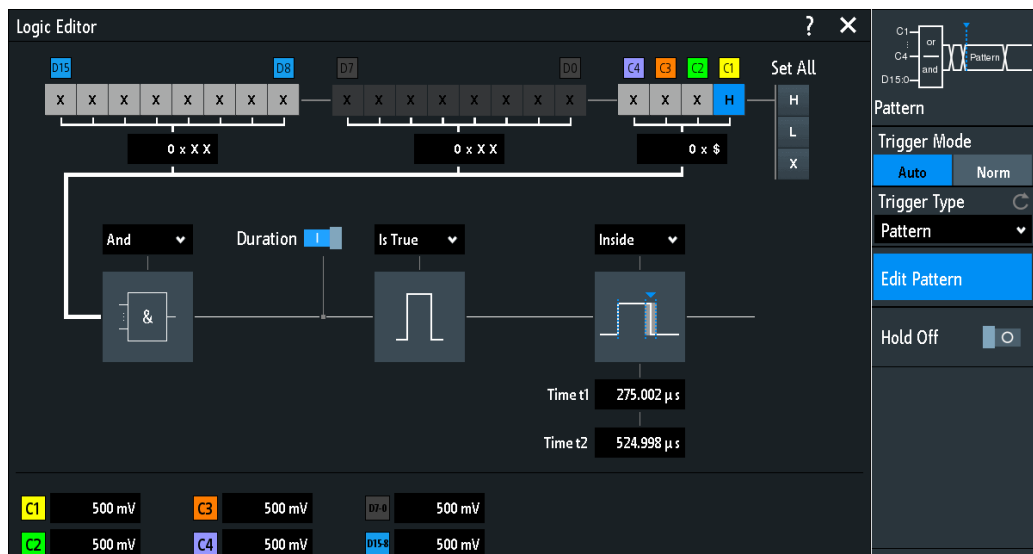 Logic Editor ? X
C1
or
C4
and
Pattern
D15:0
Pattern
D15 D8 D7 D0 C4 C3 C2 C1 Set All
X X X X X X X X X X X X X X X X X X X H H
L
X
0 x X X 0 x X X 0 x $
Trigger Mode
Auto Norm
Trigger Type
Pattern
And Duration I Is True Inside
&
Edit Pattern
Hold Off O
Time t1 275.002 µs
Time t2 524.998 µs
C1 500 mV C3 500 mV D7-0 500 mV
C2 500 mV C4 500 mV D15-8 500 mV